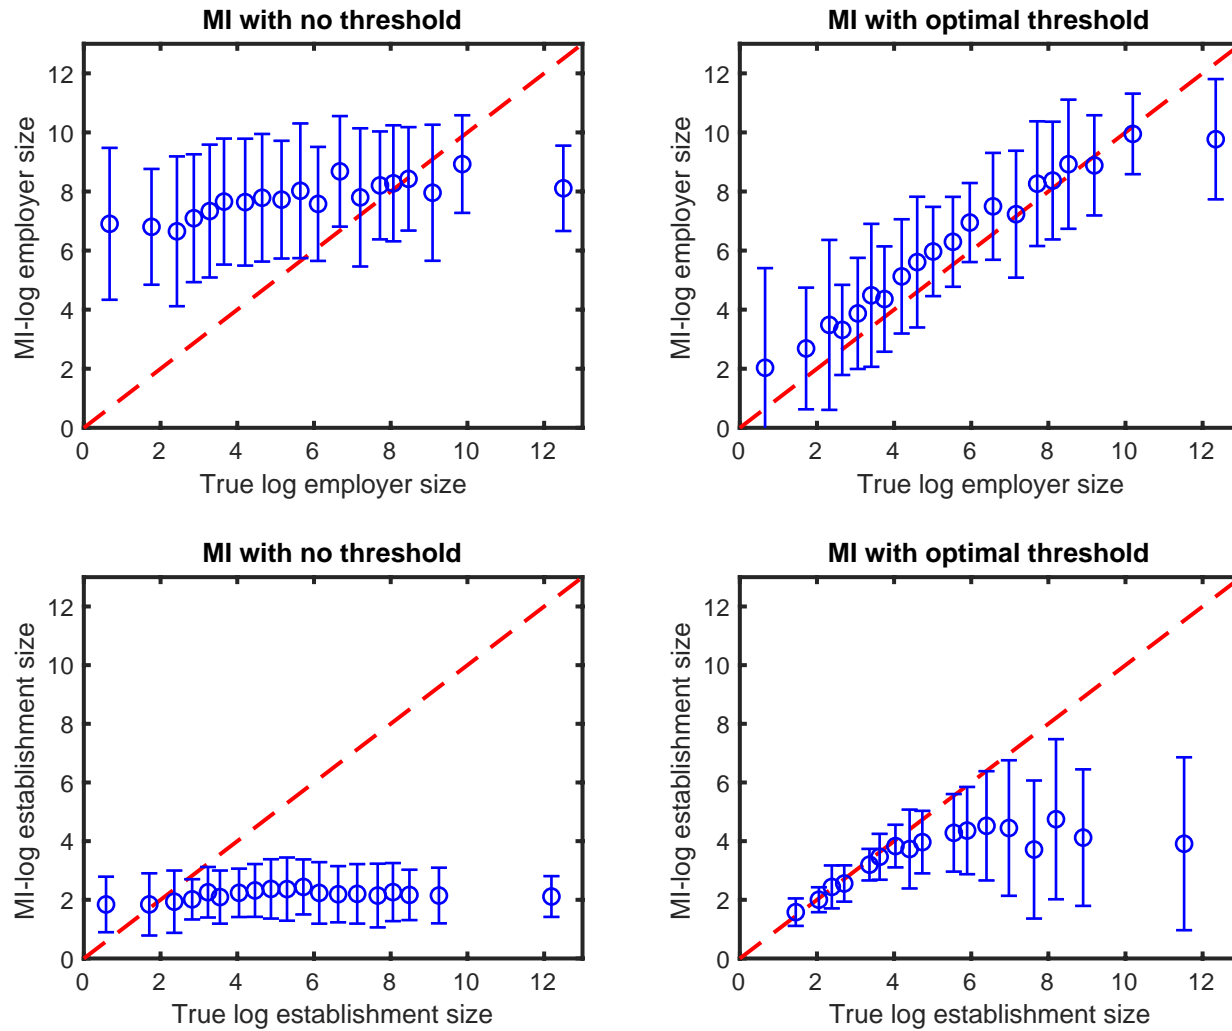 MI with no threshold
MI-log employer size
12
10
8
6
4
2
0
0 2 4 6 8 10 12
True log employer size
MI with optimal threshold
MI-log employer size
12
10
8
6
4
2
0
0 2 4 6 8 10 12
True log employer size
MI with no threshold
MI-log establishment size
12
10
8
6
4
2
0
0 2 4 6 8 10 12
True log establishment size
MI with optimal threshold
MI-log establishment size
12
10
8
6
4
2
0
0 2 4 6 8 10 12
True log establishment size